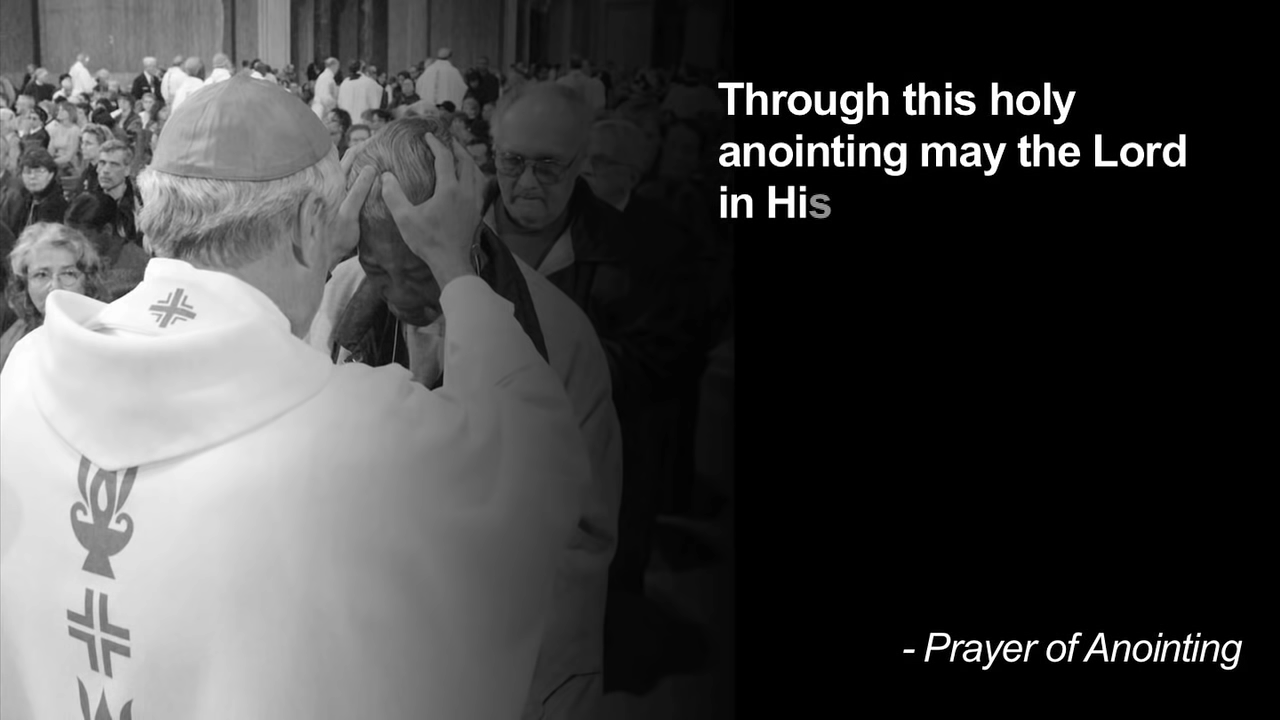 Through this holy
anointing may the Lord
in His
- Prayer of Anointing